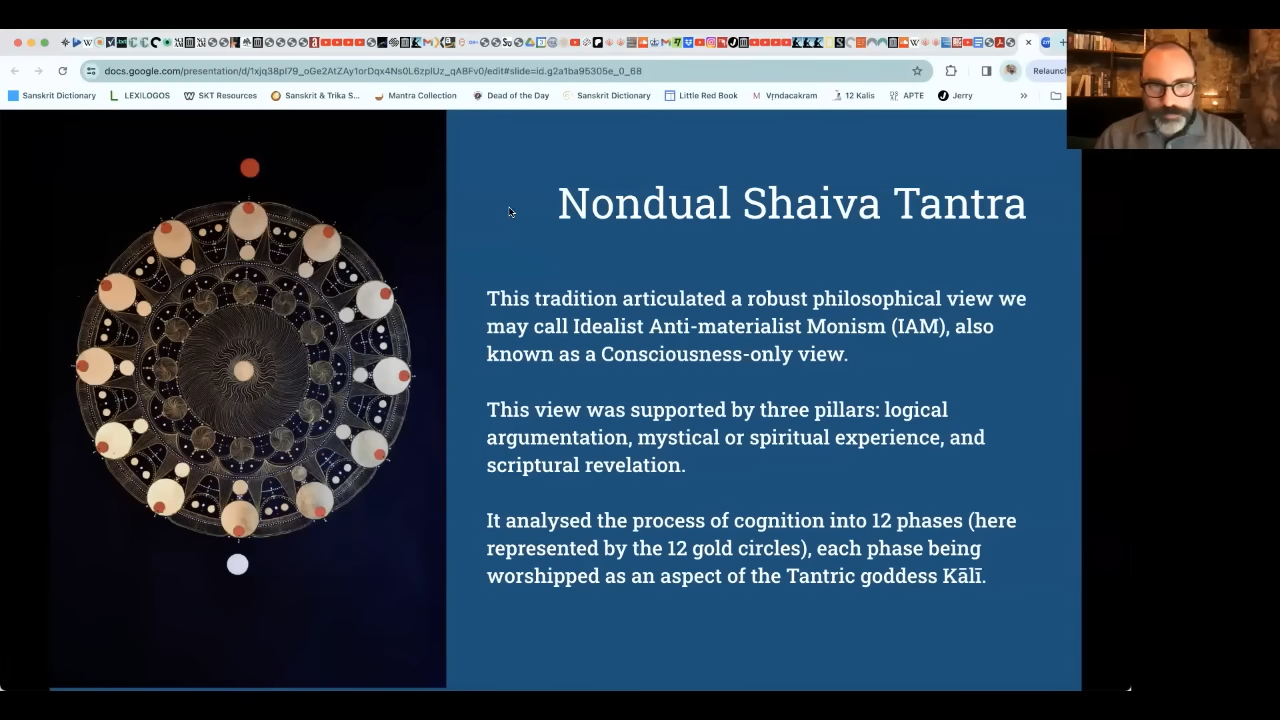 docs.google.com/presentation/d/1xjq38pI79_oGe2AtZAy1orDqx4Ns0L6zpIUz_qABFv0/edit#slide=id.g2a1ba95305e_0_68
Relaunch
Sanskrit Dictionary
LEXILOGOS
SKT Resources
Sanskrit & Trika S...
Mantra Collection
Dead of the Day
Sanskrit Dictionary
Little Red Book
Vṛndacakram
12 Kalis
APTE
Jerry
»
Nondual Shaiva Tantra
This tradition articulated a robust philosophical view we
may call Idealist Anti-materialist Monism (IAM), also
known as a Consciousness-only view.
This view was supported by three pillars: logical
argumentation, mystical or spiritual experience, and
scriptural revelation.
It analysed the process of cognition into 12 phases (here
represented by the 12 gold circles), each phase being
worshipped as an aspect of the Tantric goddess Kālī.